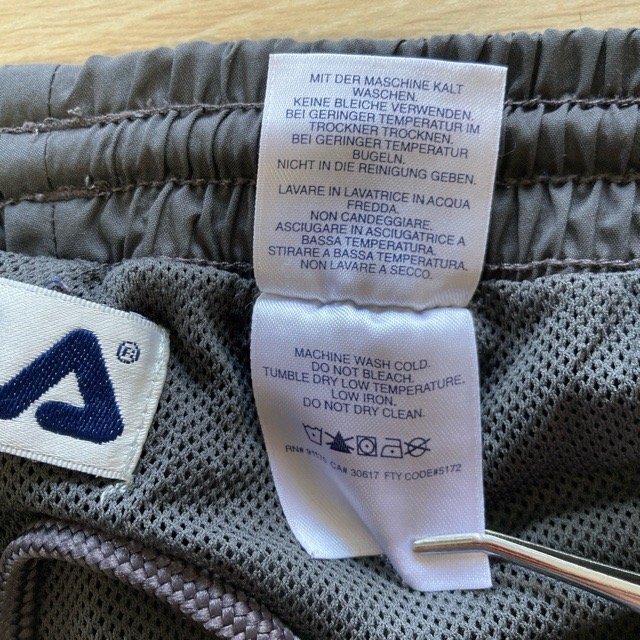 MIT DER MASCHINE KALT
WASCHEN.
KEINE BLEICHE VERWENDEN.
BEI GERINGER TEMPERATUR IM
TROCKNER TROCKNEN.
BEI GERINGER TEMPERATUR
BUGELN.
NICHT IN DIE REINIGUNG GEBEN.
LAVARE IN LAVATRICE IN ACQUA
FREDDA.
NON CANDEGGIARE.
ASCIUGARE IN ASCIUGATRICE A
BASSA TEMPERATURA.
STIRARE A BASSA TEMPERATURA.
NON LAVARE A SECCO.
MACHINE WASH COLD.
DO NOT BLEACH.
TUMBLE DRY LOW TEMPERATURE.
LOW IRON.
DO NOT DRY CLEAN.
RN# CA# 30617 FTY CODE#5172
®